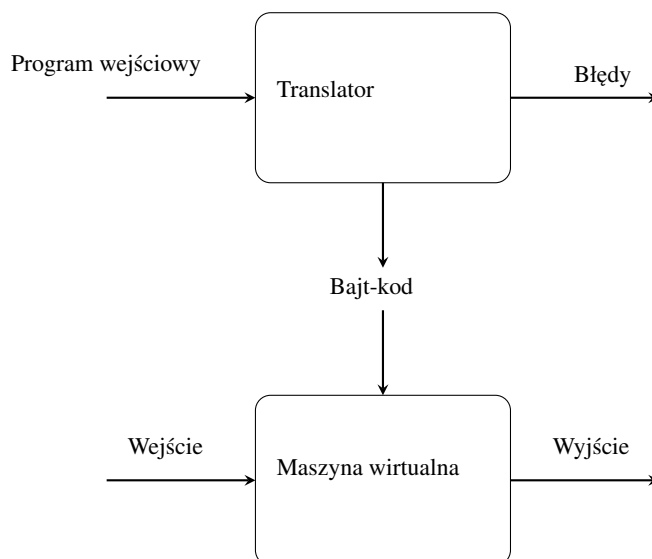 Program wejściowy
Translator
Błędy
Bajt-kod
Wejście
Maszyna wirtualna
Wyjście